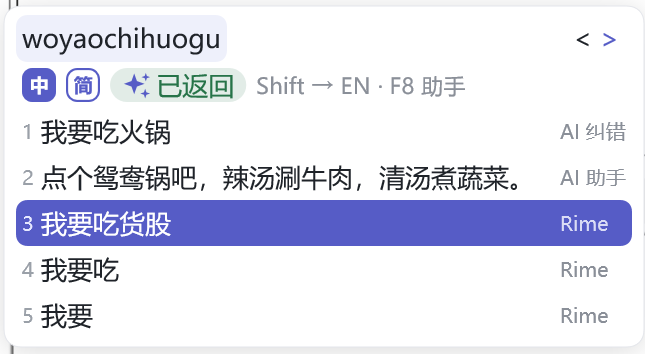 woyaochihuogu < >
中 简 已返回 Shift → EN · F8 助手
1 我要吃火锅 AI 纠错
2 点个鸳鸯锅吧，辣汤涮牛肉，清汤煮蔬菜。 AI 助手
3 我要吃货股 Rime
4 我要吃 Rime
5 我要 Rime